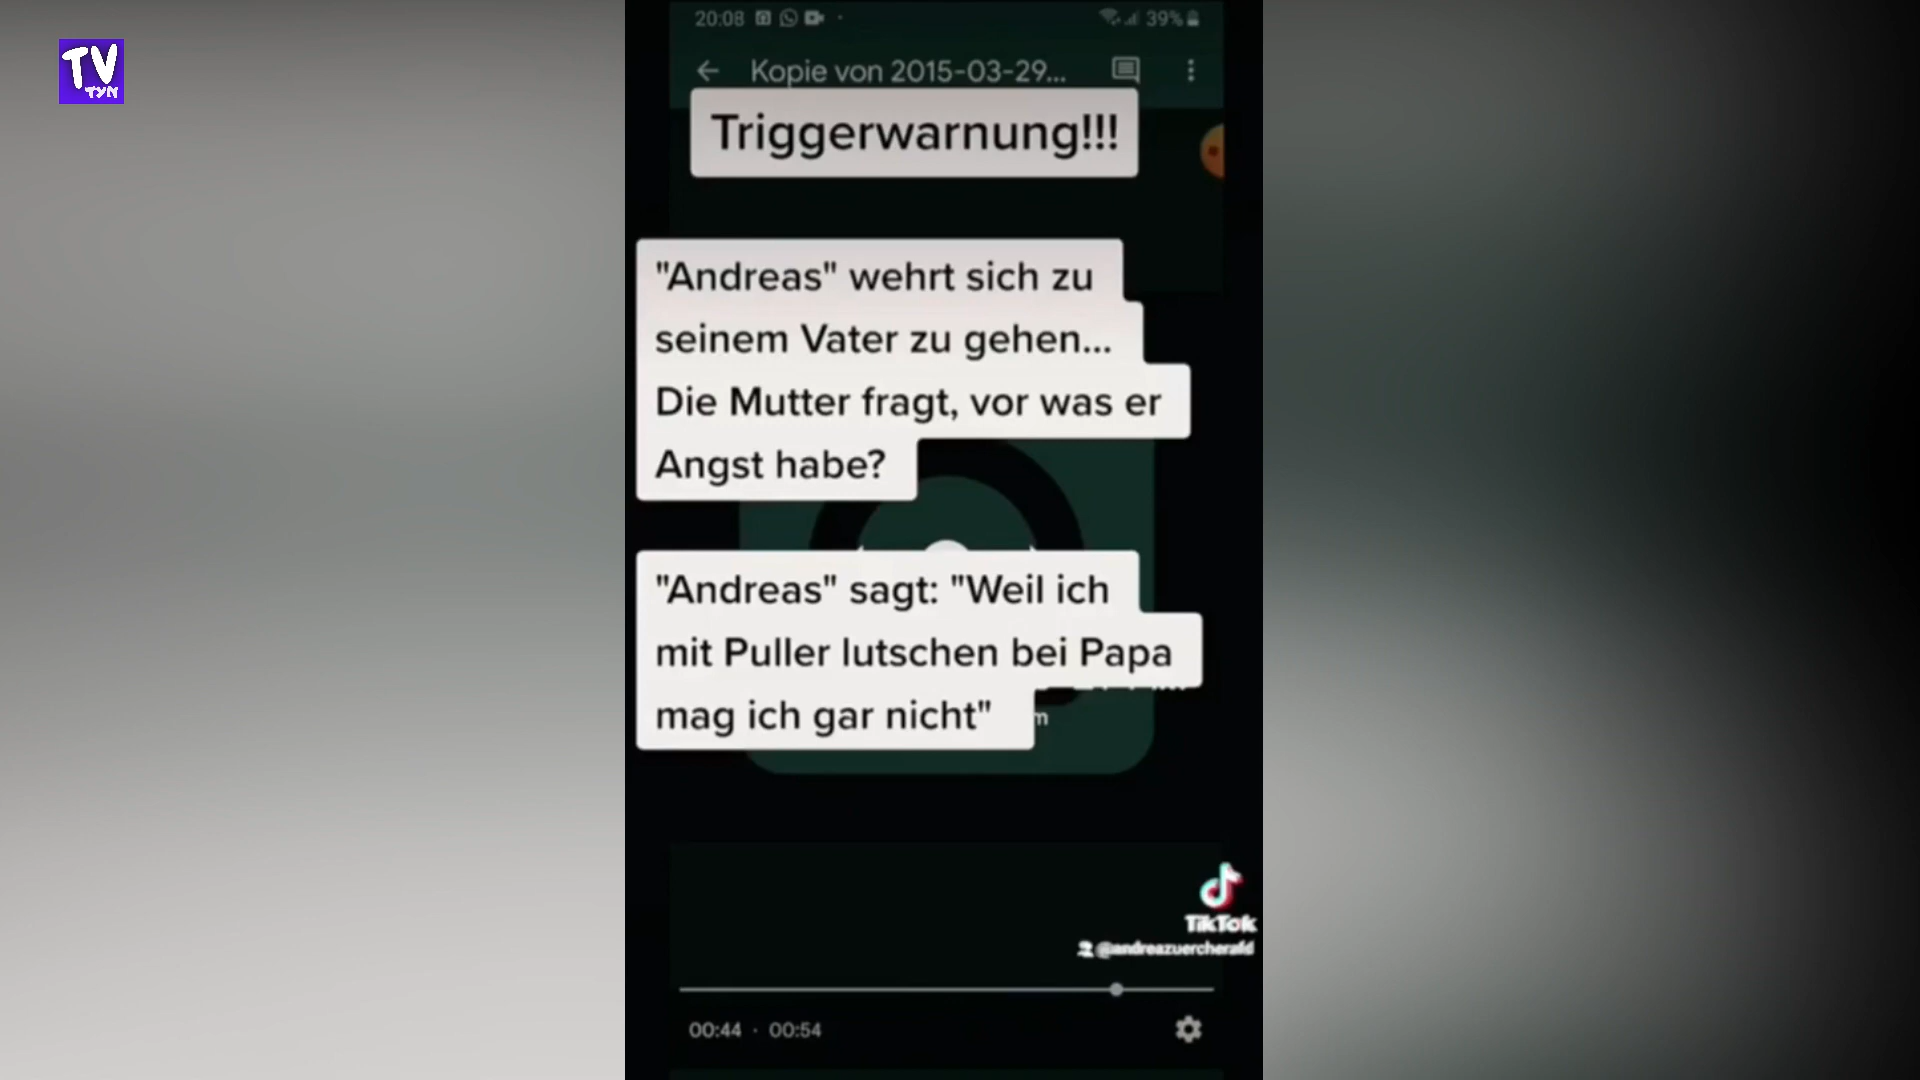 TV
TYN
20:08
39%
Kopie von 2015-03-29...
Triggerwarnung!!!
"Andreas" wehrt sich zu
seinem Vater zu gehen...
Die Mutter fragt, vor was er
Angst habe?
"Andreas" sagt: "Weil ich
mit Puller lutschen bei Papa
mag ich gar nicht"
m
TikTok
@andreazuercherafd
00:44 · 00:54